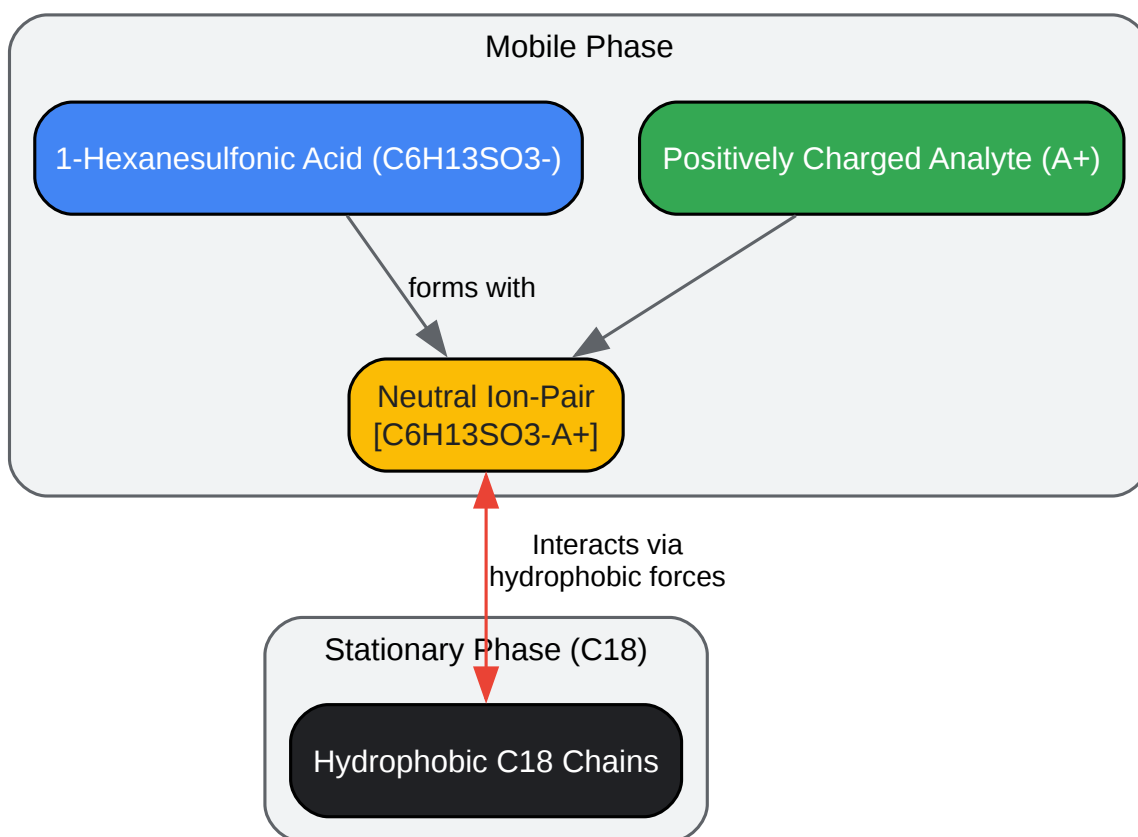 Mobile Phase
1-Hexanesulfonic Acid (C6H13SO3-)
Positively Charged Analyte (A+)
forms with
Neutral Ion-Pair
[C6H13SO3-A+]
Interacts via
hydrophobic forces
Stationary Phase (C18)
Hydrophobic C18 Chains